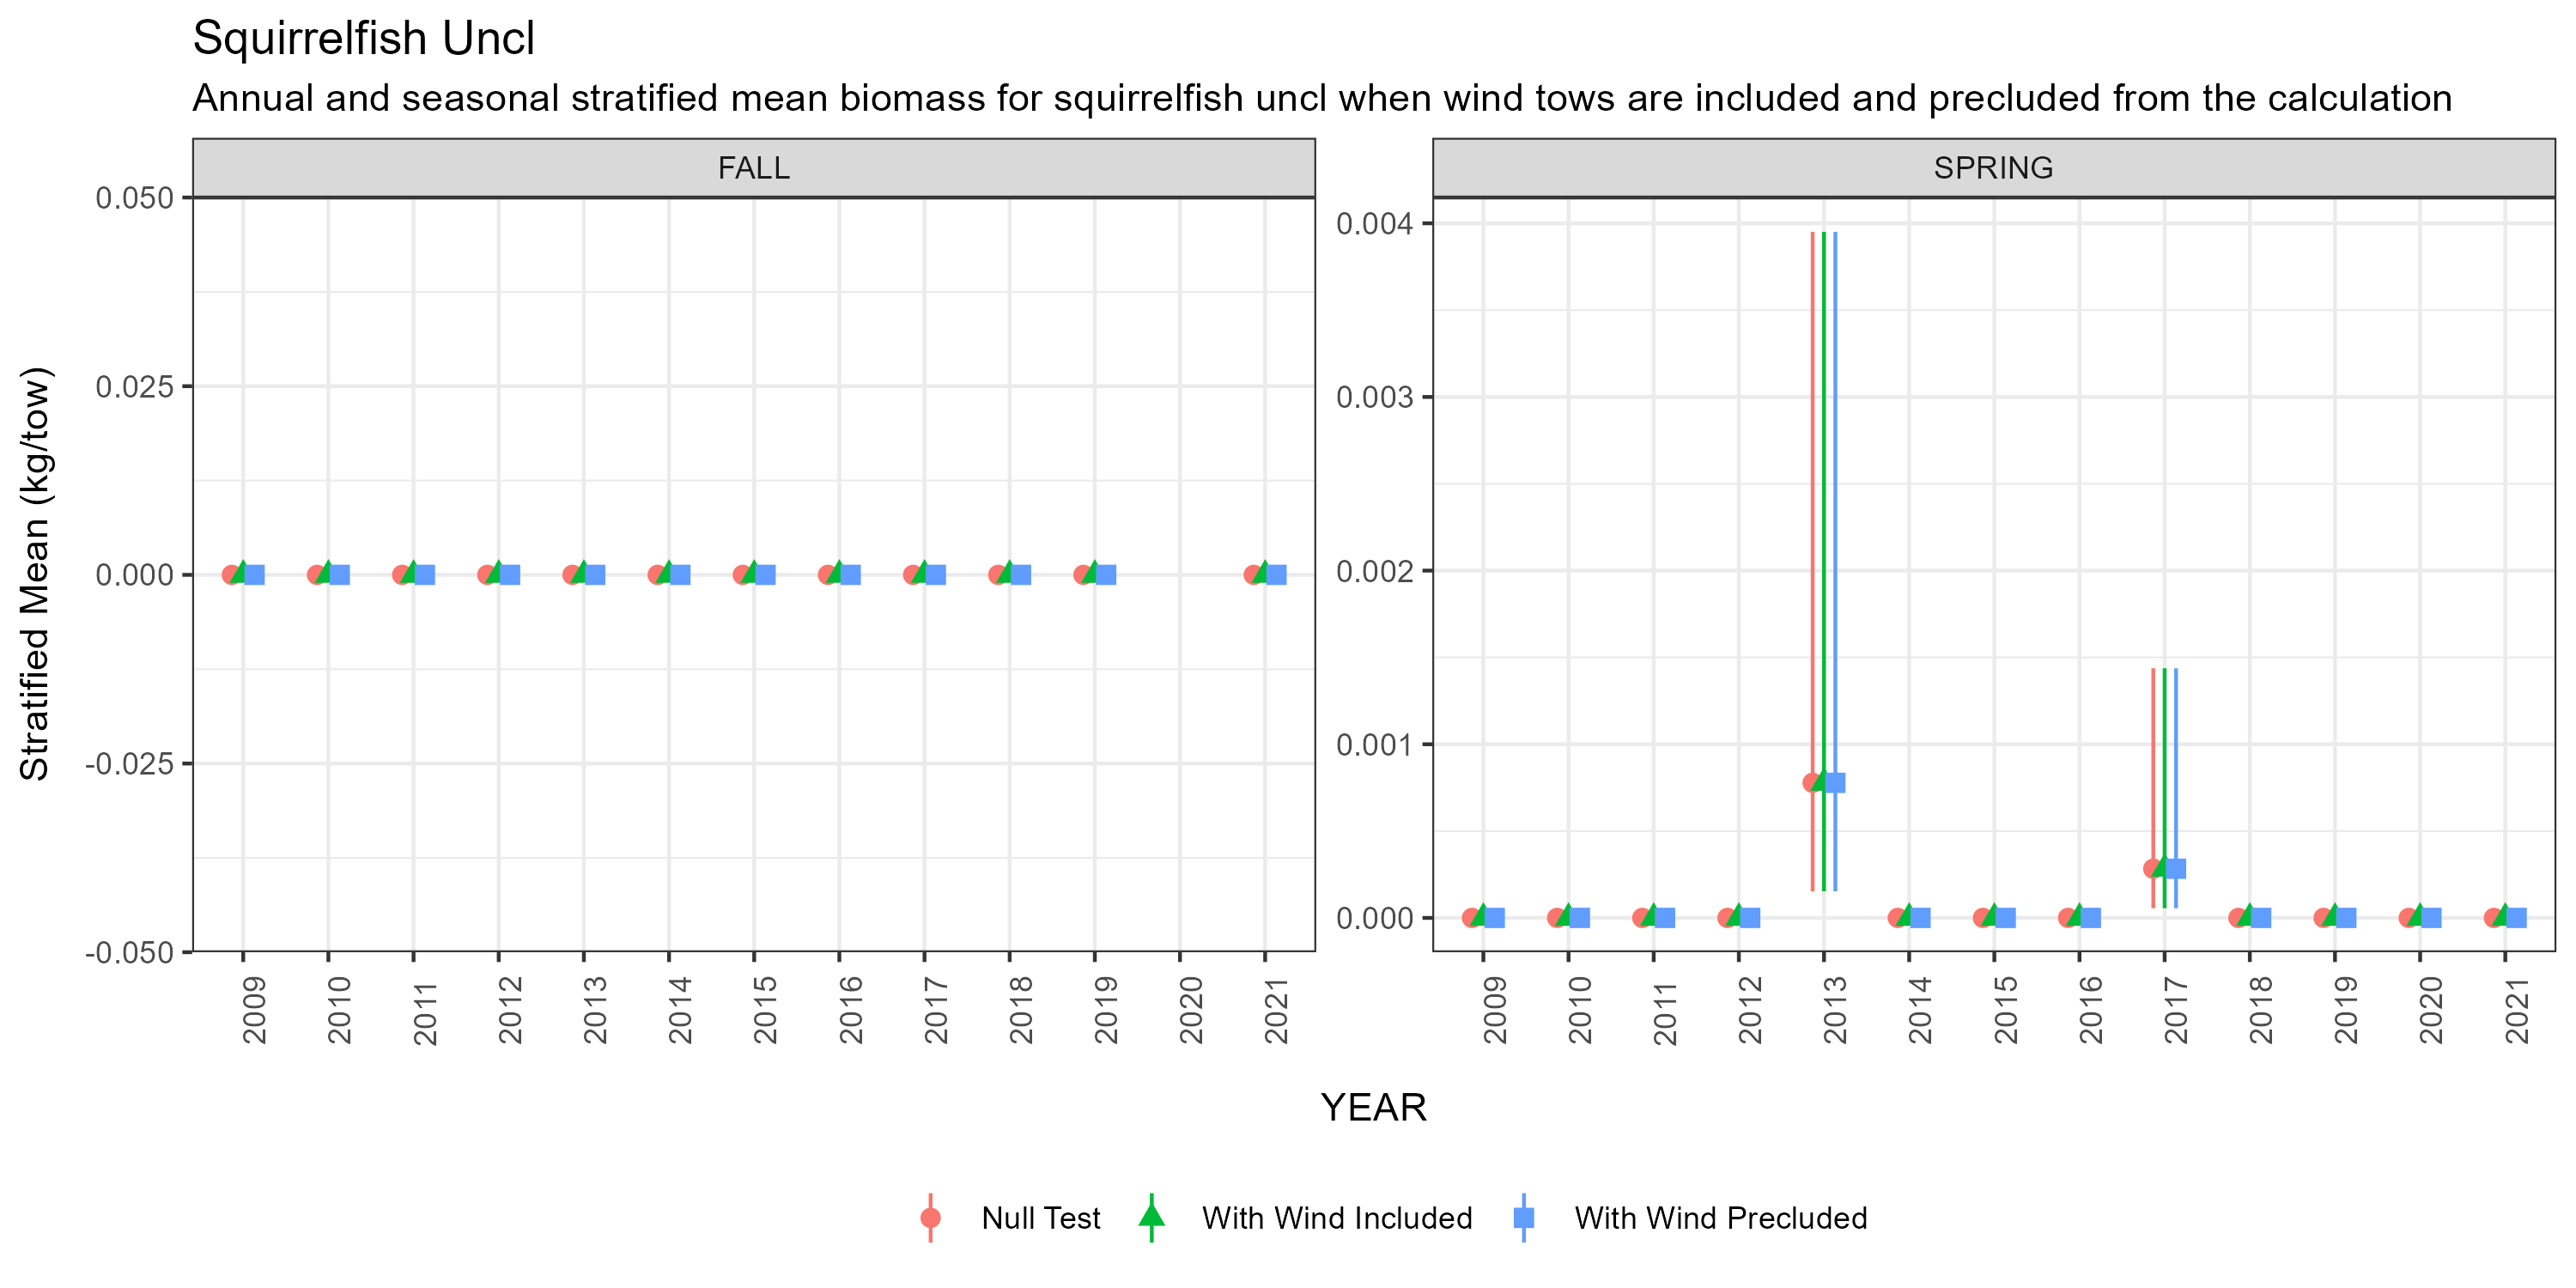 Squirrelfish Uncl
Annual and seasonal stratified mean biomass for squirrelfish uncl when wind tows are included and precluded from the calculation
FALL
SPRING
Stratified Mean (kg/tow)
0.050
0.025
0.000
-0.025
-0.050
0.004
0.003
0.002
0.001
0.000
2009 2010 2011 2012 2013 2014 2015 2016 2017 2018 2019 2020 2021
2009 2010 2011 2012 2013 2014 2015 2016 2017 2018 2019 2020 2021
YEAR
Null Test With Wind Included With Wind Precluded